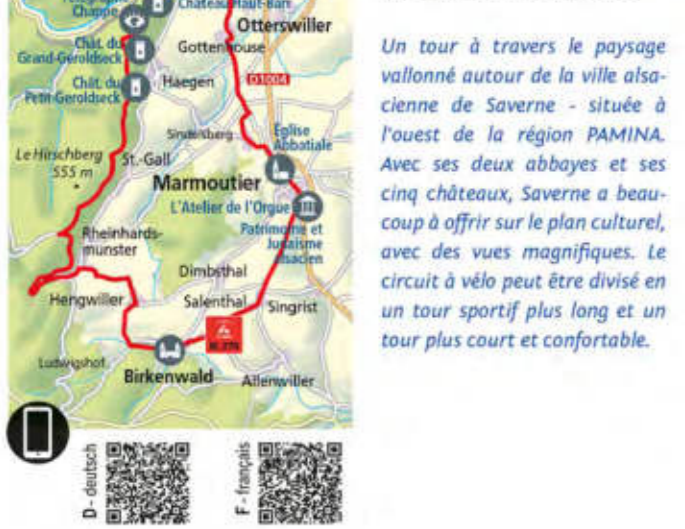 Télégraphe
Chappe
Château Haut-Barr
Otterswiller
Chât. du
Grand-Geroldseck
Gottenhouse
D1004
Chât. du
Petit-Geroldseck
Haegen
Sindelsberg
Église
Abbatiale
Le Hirschberg
555 m
St.-Gall
Marmoutier
L'Atelier de l'Orgue
Patrimoine et
Judaïsme
alsacien
Rheinhards-
munster
Dimbsthal
Hengwiller
Salenthal
Singrist
Ludwigshof
Birkenwald
Allenwiller
D - deutsch
F - français
Un tour à travers le paysage
vallonné autour de la ville alsa-
cienne de Saverne - située à
l'ouest de la région PAMINA.
Avec ses deux abbayes et ses
cinq châteaux, Saverne a beau-
coup à offrir sur le plan culturel,
avec des vues magnifiques. Le
circuit à vélo peut être divisé en
un tour sportif plus long et un
tour plus court et confortable.